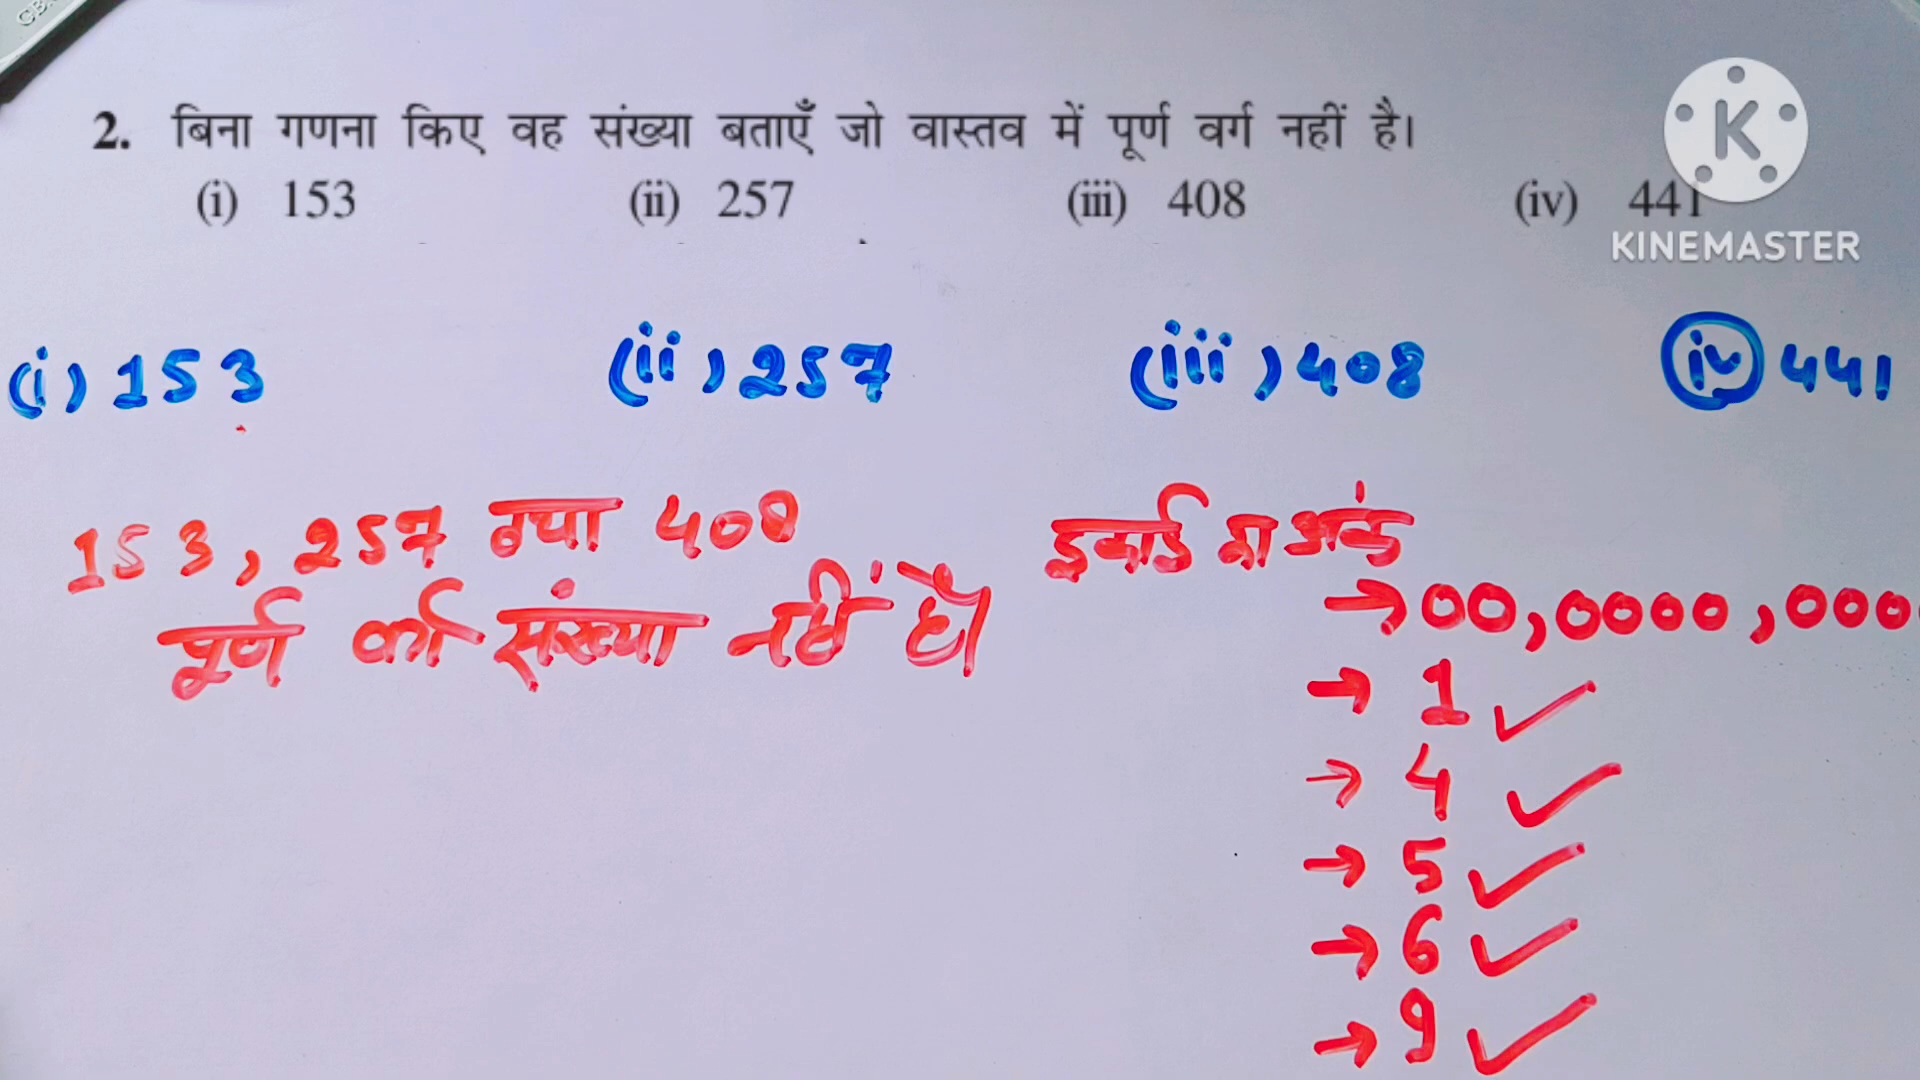 2. बिना गणना किए वह संख्या बताएँ जो वास्तव में पूर्ण वर्ग नहीं है।
(i) 153 (ii) 257 (iii) 408 (iv) 441
K
KINEMASTER
(i) 153 (ii) 257 (iii) 408 (iv) 441
153, 257 तथा 408
पूर्ण वर्ग संख्या नहीं है।
इकाई का अंक
→ 00, 0000, 000
→ 1 ✓
→ 4 ✓
→ 5 ✓
→ 6 ✓
→ 9 ✓